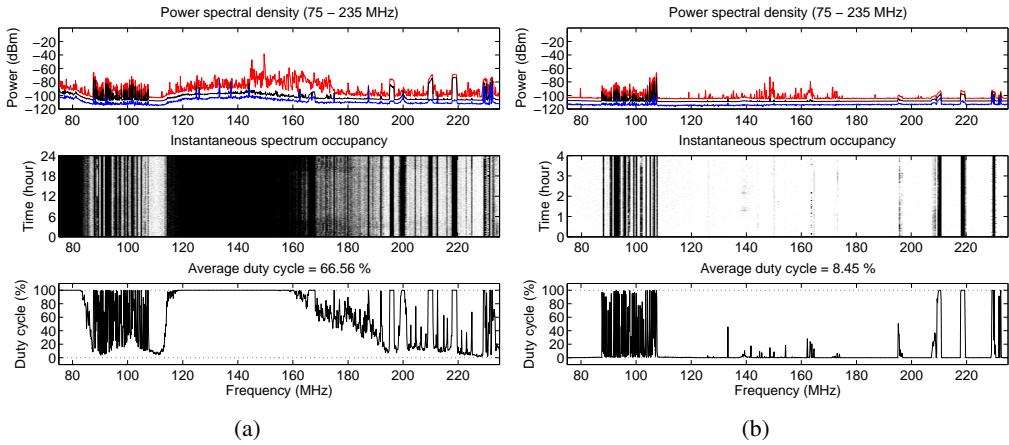 Power spectral density (75 – 235 MHz)
Power (dBm)
−20
−40
−60
−80
−100
−120
80 100 120 140 160 180 200 220
Instantaneous spectrum occupancy
Time (hour)
24
18
12
6
0
80 100 120 140 160 180 200 220
Average duty cycle = 66.56 %
Duty cycle (%)
100
80
60
40
20
0
80 100 120 140 160 180 200 220
Frequency (MHz)
(a)
Power spectral density (75 – 235 MHz)
Power (dBm)
−20
−40
−60
−80
−100
−120
80 100 120 140 160 180 200 220
Instantaneous spectrum occupancy
Time (hour)
4
3
2
1
0
80 100 120 140 160 180 200 220
Average duty cycle = 8.45 %
Duty cycle (%)
100
80
60
40
20
0
80 100 120 140 160 180 200 220
Frequency (MHz)
(b)